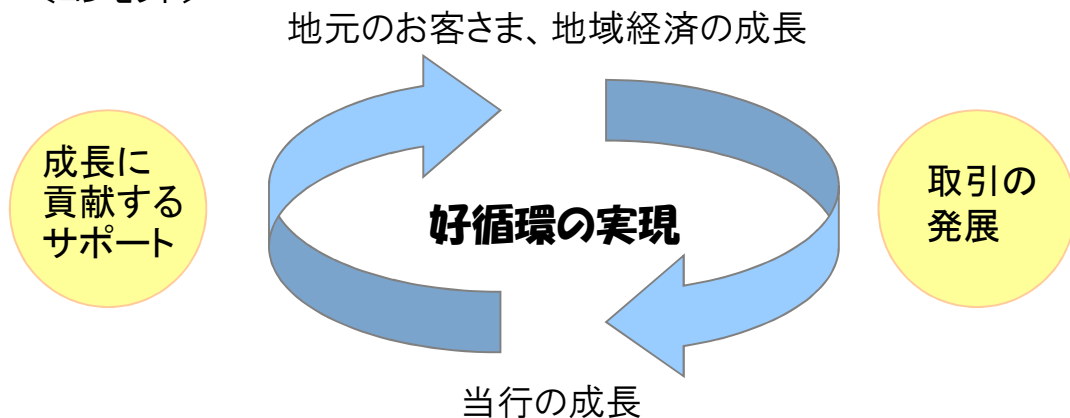 地元のお客さま、地域経済の成長
成長に
貢献する
サポート
好循環の実現
取引の
発展
当行の成長